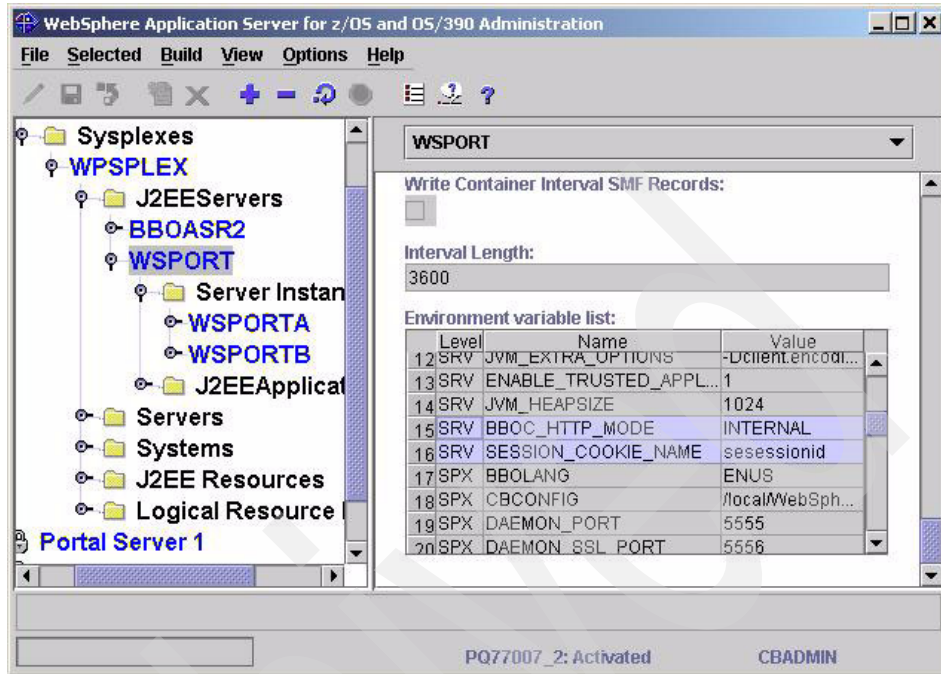 WebSphere Application Server for z/OS and OS/390 Administration
File Selected Build View Options Help
Sysplexes
WPSPLEX
J2EEServers
BBOASR2
WSPORT
Server Instan
WSPORTA
WSPORTB
J2EEApplicat
Servers
Systems
J2EE Resources
Logical Resource
Portal Server 1
WSPORT
Write Container Interval SMF Records:
Interval Length:
3600
Environment variable list:
Level Name Value
12 SRV JVM_EXTRA_OPTIONS -Dclient.encodi...
13 SRV ENABLE_TRUSTED_APPL... 1
14 SRV JVM_HEAPSIZE 1024
15 SRV BBOC_HTTP_MODE INTERNAL
16 SRV SESSION_COOKIE_NAME sesessionid
17 SPX BBOLANG ENUS
18 SPX CBCONFIG /local/WebSph...
19 SPX DAEMON_PORT 5555
20 SPX DAEMON_SSL_PORT 5556
PQ77007_2: Activated CBADMIN